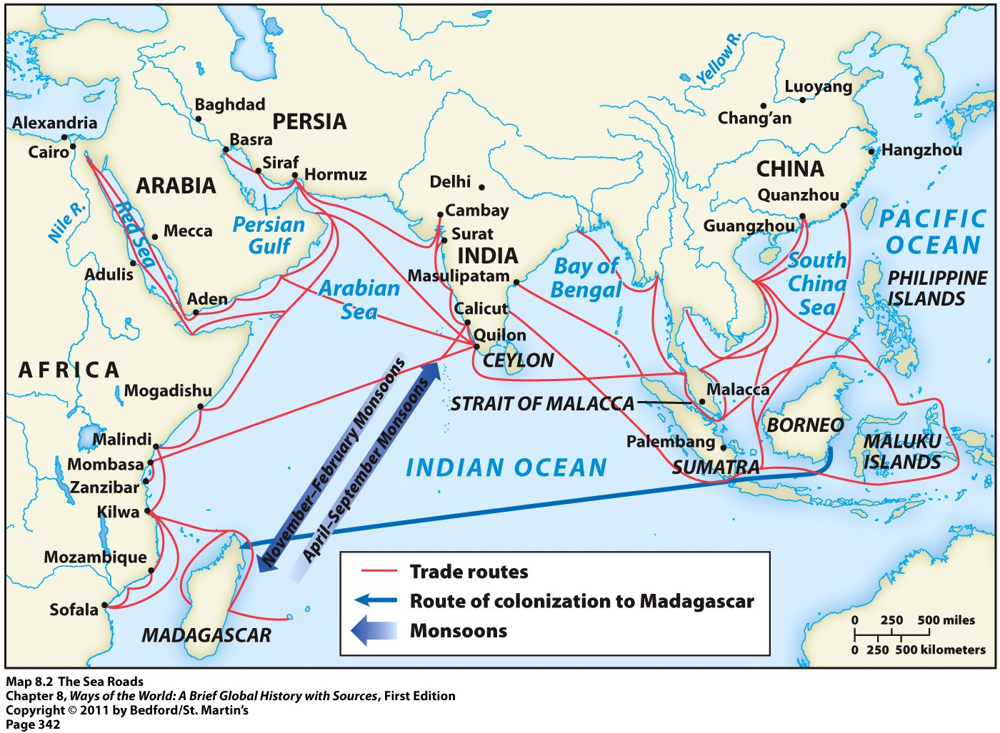 Yellow R.
Luoyang
Chang’an
Baghdad
PERSIA
Alexandria
Cairo
Basra
Siraf
Hormuz
Hangzhou
CHINA
Quanzhou
Guangzhou
ARABIA
Delhi
Nile R.
Red Sea
Mecca
Persian
Gulf
Cambay
Surat
INDIA
Masulipatam
Bay of
Bengal
South
China
Sea
PACIFIC
OCEAN
PHILIPPINE
ISLANDS
Adulis
Aden
Arabian
Sea
Calicut
Quilon
CEYLON
AFRICA
Mogadishu
STRAIT OF MALACCA
Malacca
Malindi
Mombasa
Zanzibar
Kilwa
Palembang
SUMATRA
BORNEO
MALUKU
ISLANDS
INDIAN OCEAN
November–February Monsoons
April–September Monsoons
Mozambique
Sofala
MADAGASCAR
Trade routes
Route of colonization to Madagascar
Monsoons
0 250 500 miles
0 250 500 kilometers
Map 8.2 The Sea Roads
Chapter 8, Ways of the World: A Brief Global History with Sources, First Edition
Copyright © 2011 by Bedford/St. Martin’s
Page 342